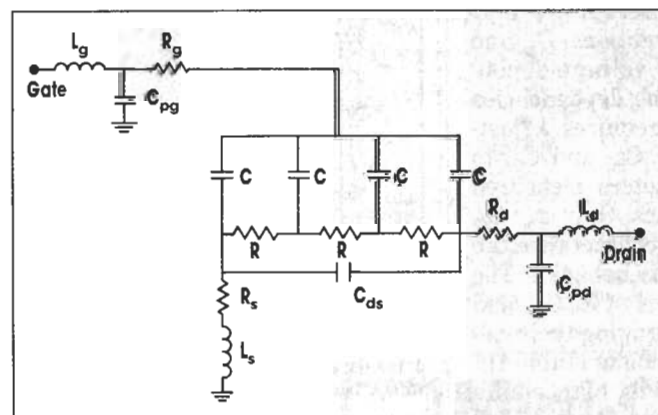 Lg Rg
Gate
Cpg
C C C C
Rd Ld
R R R
Drain
Cds
Cpd
Rs
Ls